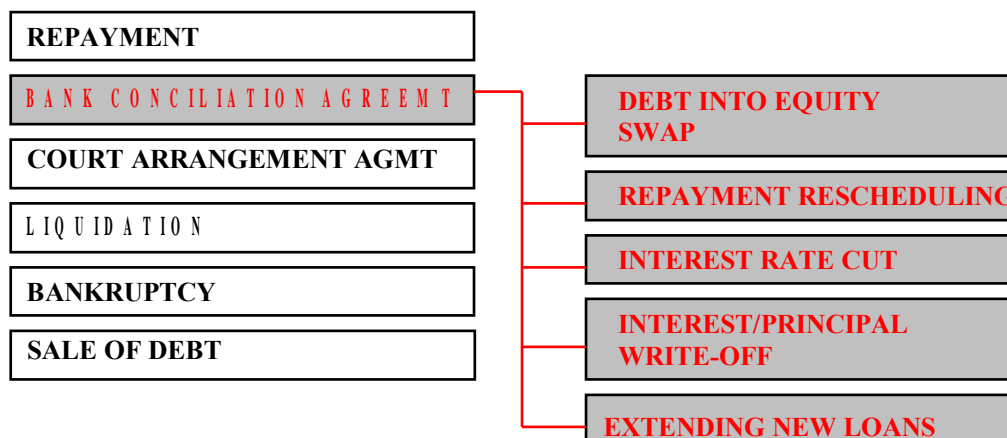 REPAYMENT
BANK CONCILIATION AGREEMT
COURT ARRANGEMENT AGMT
LIQUIDATION
BANKRUPTCY
SALE OF DEBT
DEBT INTO EQUITY
SWAP
REPAYMENT RESCHEDULING
INTEREST RATE CUT
INTEREST/PRINCIPAL
WRITE-OFF
EXTENDING NEW LOANS